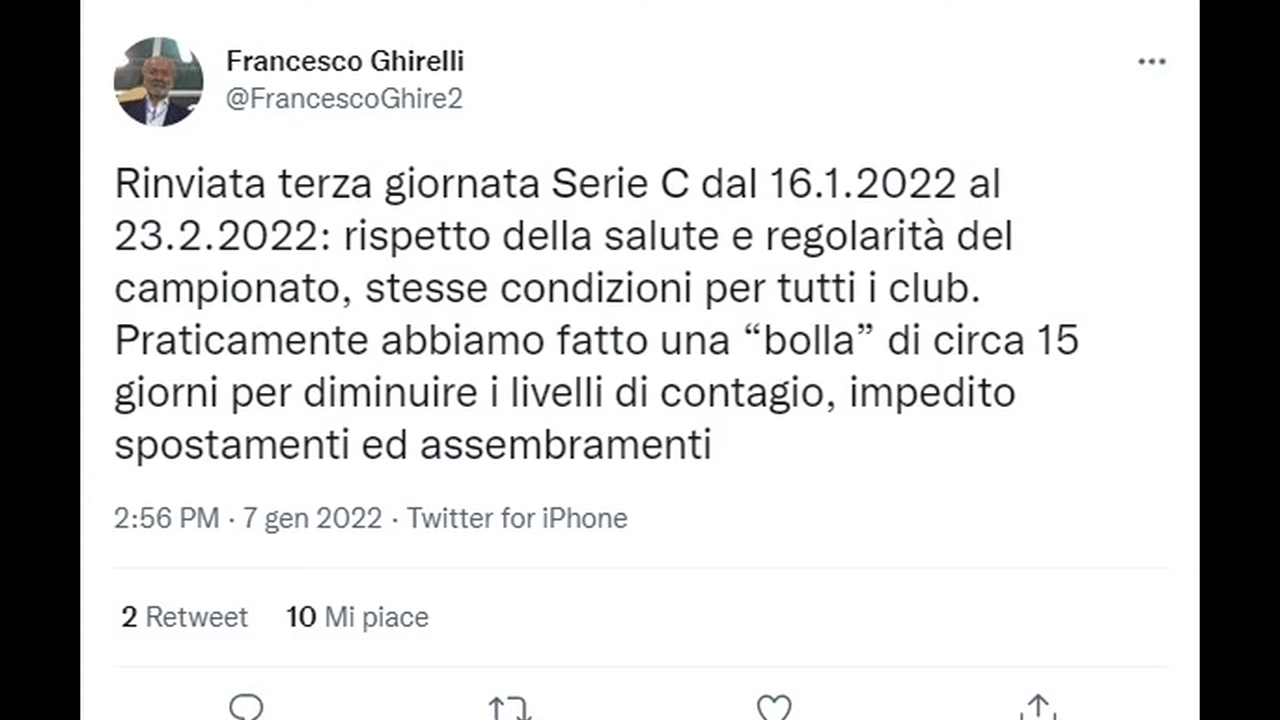 Francesco Ghirelli
@FrancescoGhire2
Rinviata terza giornata Serie C dal 16.1.2022 al
23.2.2022: rispetto della salute e regolarità del
campionato, stesse condizioni per tutti i club.
Praticamente abbiamo fatto una “bolla” di circa 15
giorni per diminuire i livelli di contagio, impedito
spostamenti ed assembramenti
2:56 PM · 7 gen 2022 · Twitter for iPhone
2 Retweet 10 Mi piace